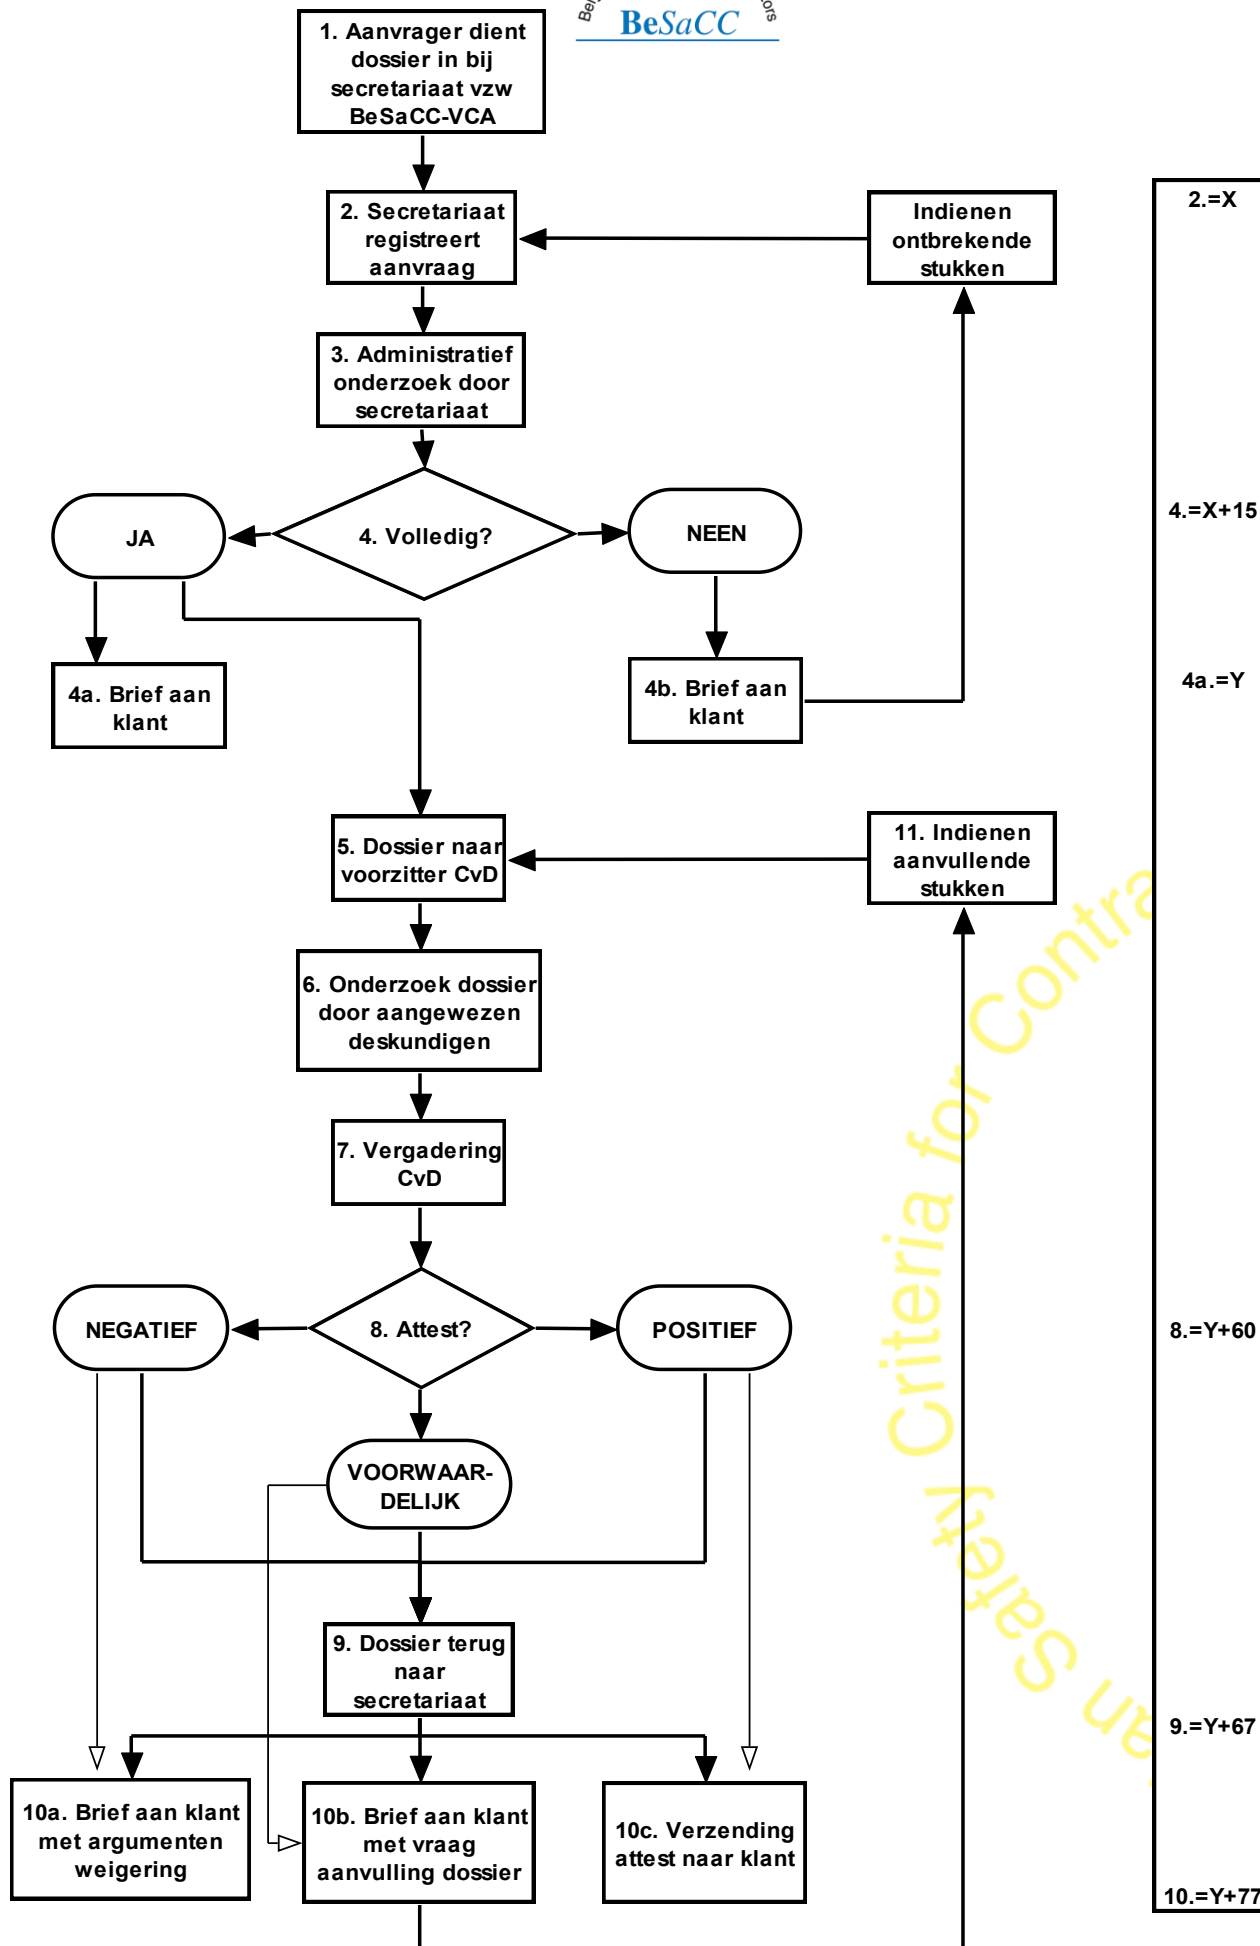 BeSaCC
1. Aanvrager dient
dossier in bij
secretariaat vzw
BeSaCC-VCA
2. Secretariaat
registreert
aanvraag
Indienen
ontbrekende
stukken
2.=X
3. Administratief
onderzoek door
secretariaat
4. Volledig?
JA
NEEN
4.=X+15
4a. Brief aan
klant
4b. Brief aan
klant
4a.=Y
5. Dossier naar
voorzitter CvD
11. Indienen
aanvullende
stukken
6. Onderzoek dossier
door aangewezen
deskundigen
7. Vergadering
CvD
8. Attest?
NEGATIEF
POSITIEF
8.=Y+60
VOORWAAR-
DELIJK
9. Dossier terug
naar
secretariaat
9.=Y+67
10a. Brief aan klant
met argumenten
weigering
10b. Brief aan klant
met vraag
aanvulling dossier
10c. Verzending
attest naar klant
10.=Y+77
an Safety Criteria for Contra